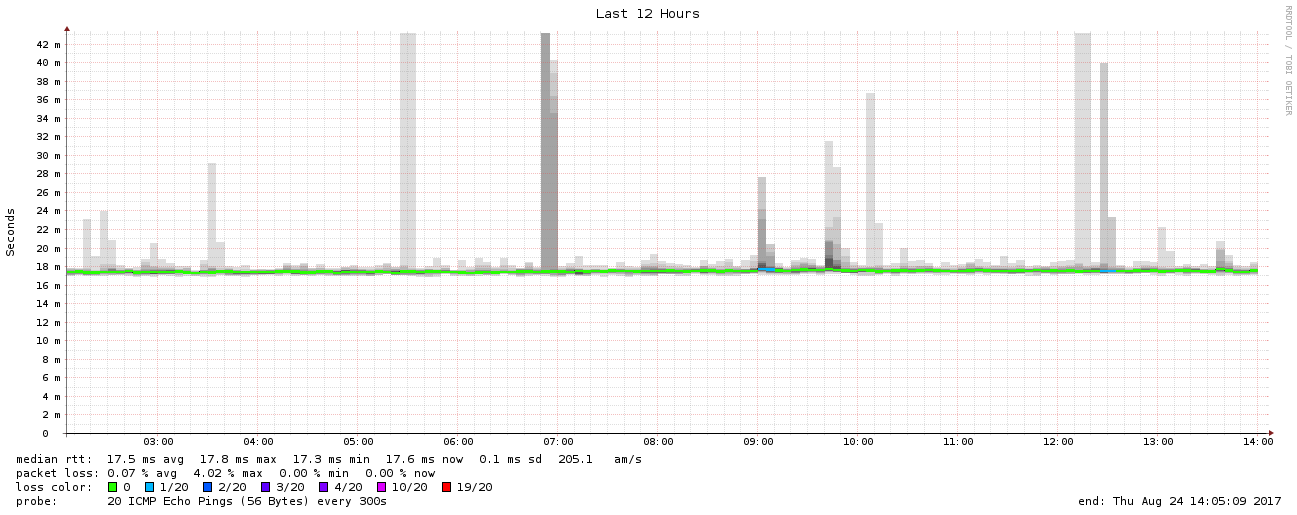 Last 12 Hours
RRDTOOL / TOBI OETIKER
Seconds
42 m
40 m
38 m
36 m
34 m
32 m
30 m
28 m
26 m
24 m
22 m
20 m
18 m
16 m
14 m
12 m
10 m
8 m
6 m
4 m
2 m
0
03:00 04:00 05:00 06:00 07:00 08:00 09:00 10:00 11:00 12:00 13:00 14:00
median rtt: 17.5 ms avg 17.8 ms max 17.3 ms min 17.6 ms now 0.1 ms sd 205.1 am/s
packet loss: 0.07 % avg 4.02 % max 0.00 % min 0.00 % now
loss color: 0 1/20 2/20 3/20 4/20 10/20 19/20
probe: 20 ICMP Echo Pings (56 Bytes) every 300s end: Thu Aug 24 14:05:09 2017